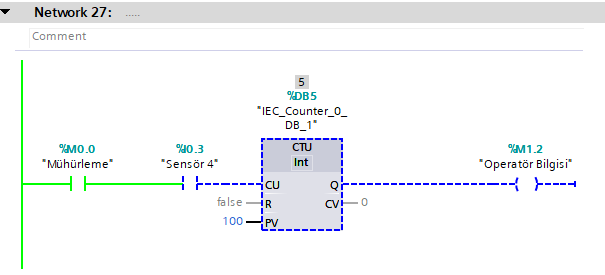 Network 27: .....
Comment
5
%DB5
"IEC_Counter_0_
DB_1"
%M0.0
"Mühürleme"
%I0.3
"Sensör 4"
CTU
Int
%M1.2
"Operatör Bilgisi"
CU
Q
false
R
CV
0
100
PV